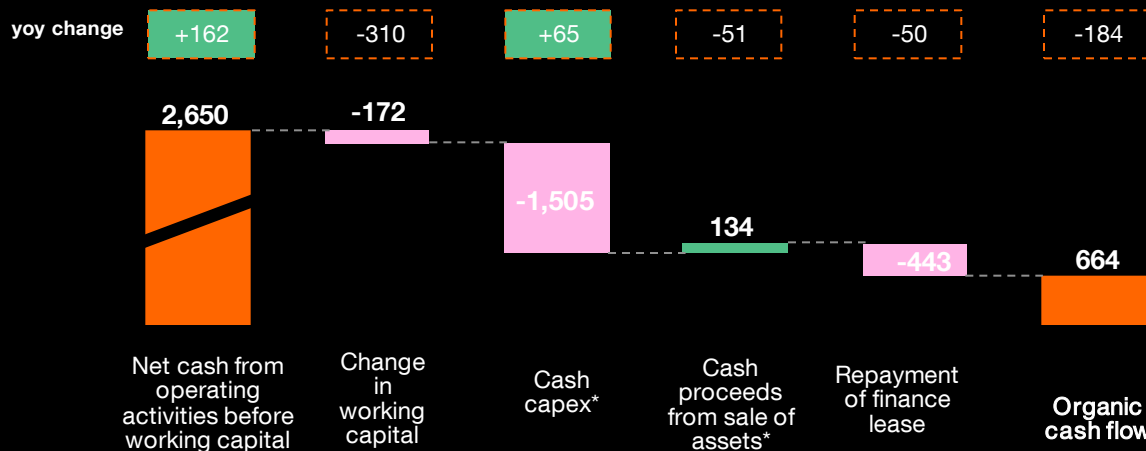 yoy change
+162
-310
+65
-51
-50
-184
2,650
-172
-1,505
134
-443
664
Net cash from
operating
activities before
working capital
Change
in
working
capital
Cash
capex*
Cash
proceeds
from sale of
assets*
Repayment
of finance
lease
Organic
cash flow